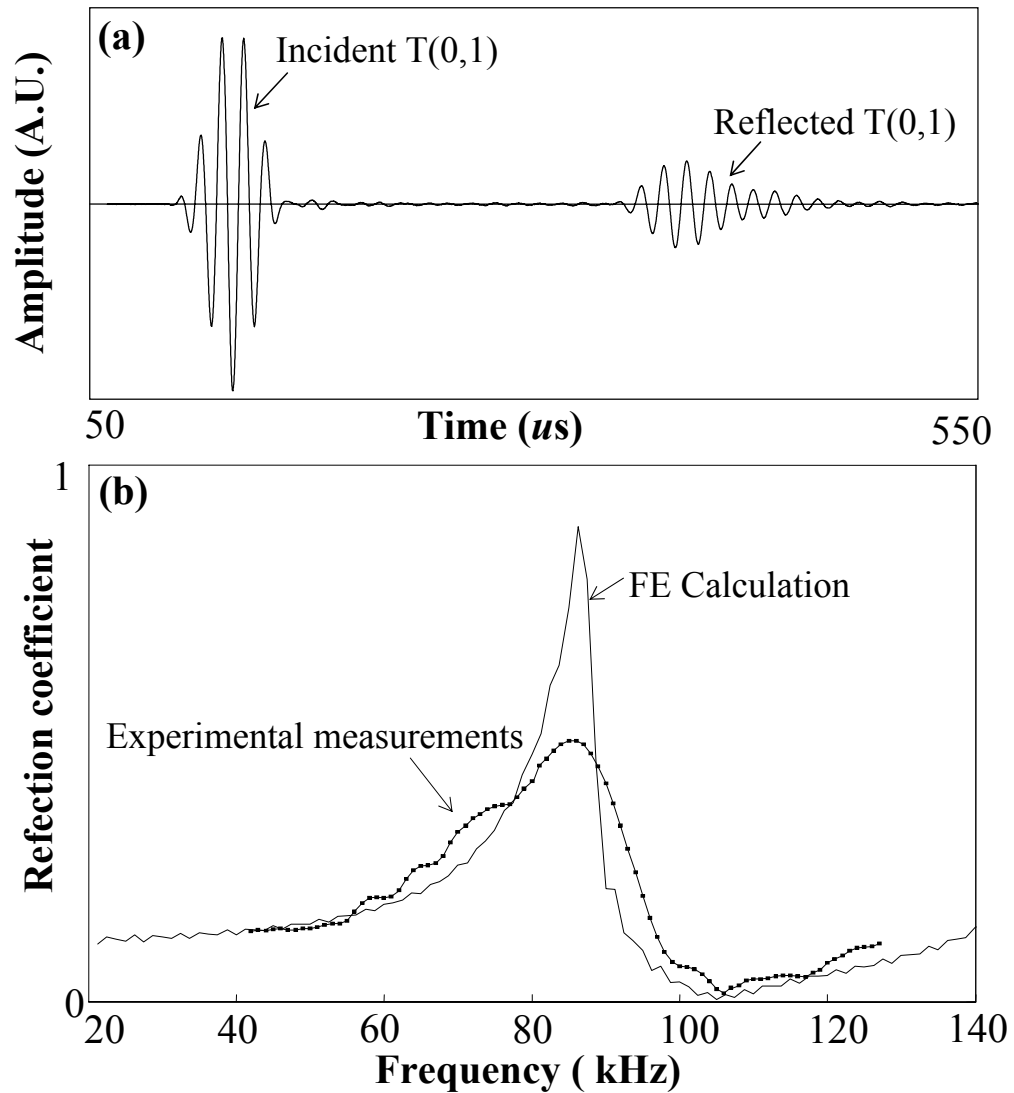 (a)
Incident T(0,1)
Reflected T(0,1)
Amplitude (A.U.)
50
Time (us)
550
1
(b)
FE Calculation
Experimental measurements
Refection coefficient
0
20
40
60
80
100
120
140
Frequency ( kHz)